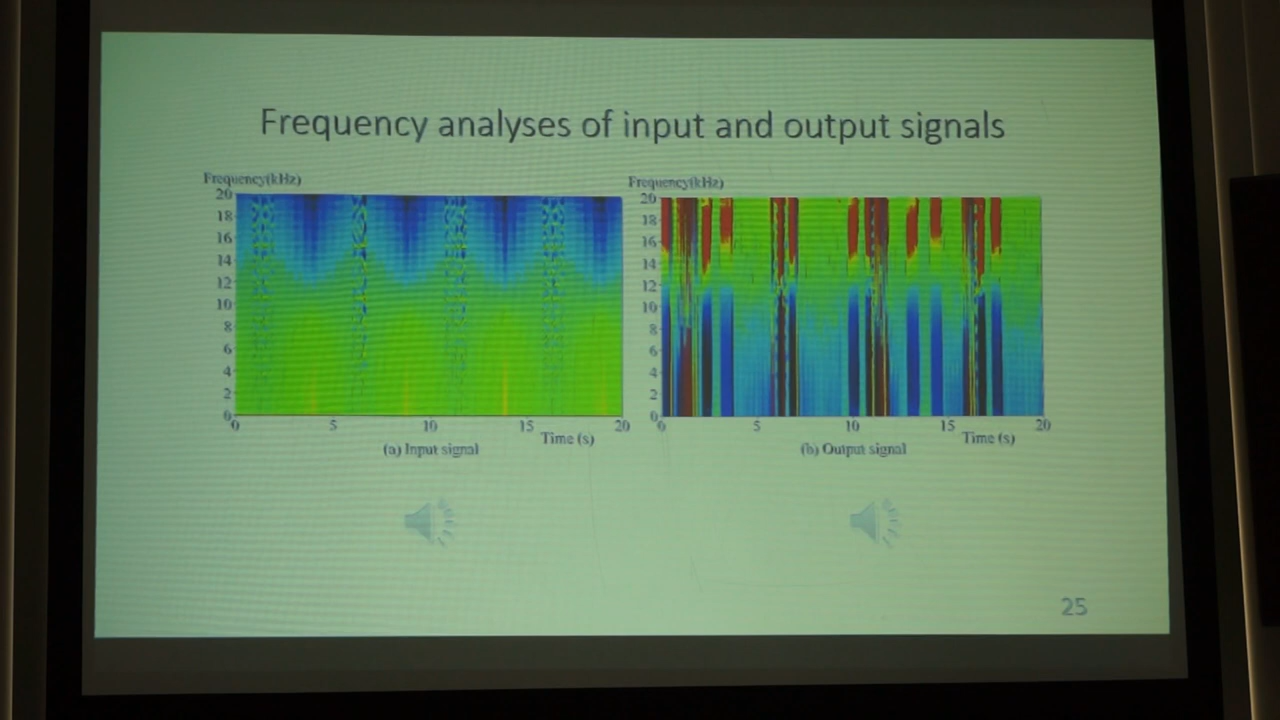 Frequency analyses of input and output signals
Frequency(kHz)
20
18
16
14
12
10
8
6
4
2
0
0 5 10 15 20
Time (s)
(a) Input signal
Frequency(kHz)
20
18
16
14
12
10
8
6
4
2
0
0 5 10 15 20
Time (s)
(b) Output signal
25